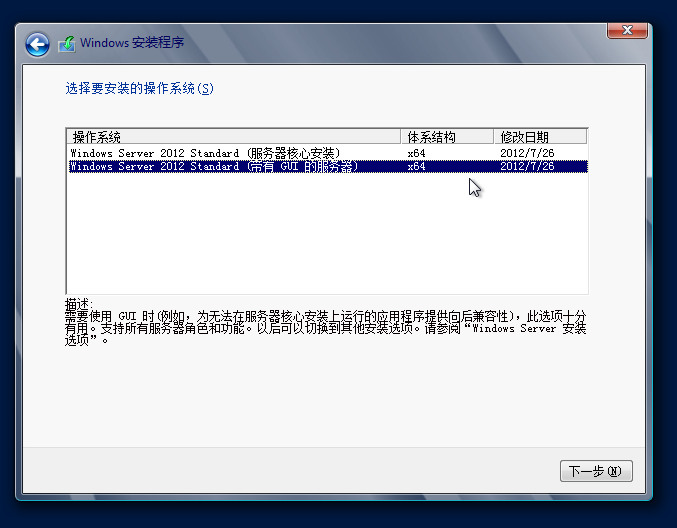 Windows 安装程序
选择要安装的操作系统(S)
操作系统 体系结构 修改日期
Windows Server 2012 Standard (服务器核心安装) x64 2012/7/26
Windows Server 2012 Standard (带有 GUI 的服务器) x64 2012/7/26
描述:
需要使用 GUI 时(例如，为无法在服务器核心安装上运行的应用程序提供向后兼容性)，此选项十分
有用。支持所有服务器角色和功能。以后可以切换到其他安装选项。请参阅“Windows Server 安装
选项”。
下一步(N)